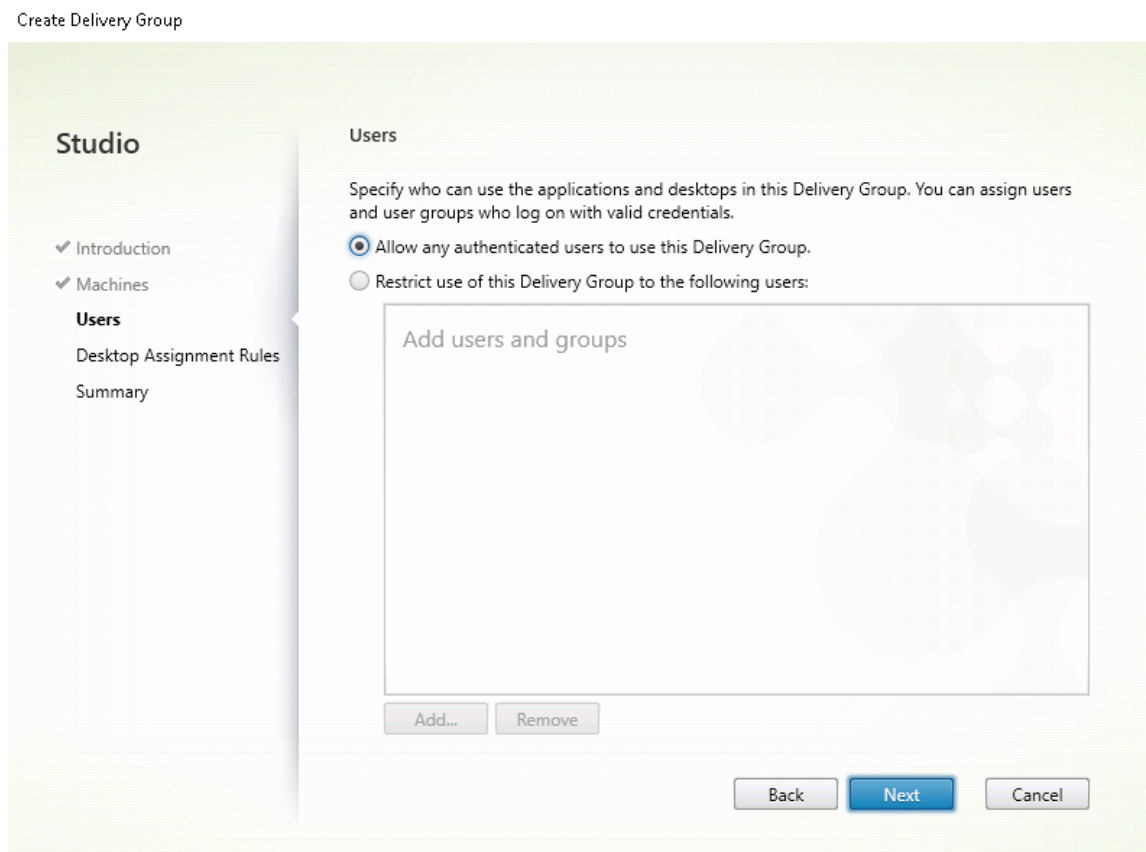 Create Delivery Group
Studio
Introduction
Machines
Users
Desktop Assignment Rules
Summary
Users
Specify who can use the applications and desktops in this Delivery Group. You can assign users
and user groups who log on with valid credentials.
Allow any authenticated users to use this Delivery Group.
Restrict use of this Delivery Group to the following users:
Add users and groups
Add...
Remove
Back
Next
Cancel